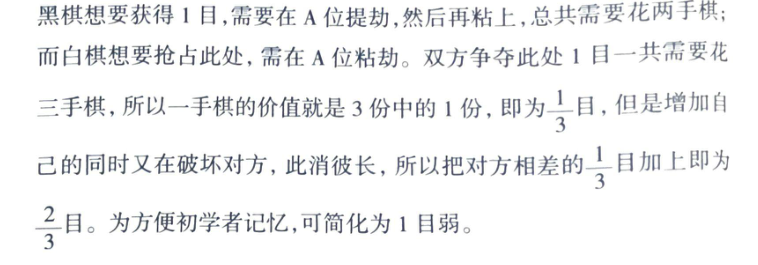 黑棋想要获得 1 目,需要在 A 位提劫,然后再粘上,总共需要花两手棋;
而白棋想要抢占此处, 需在 A 位粘劫。双方争夺此处 1 目一共需要花
三手棋, 所以一手棋的价值就是 3 份中的 1 份, 即为1/3目, 但是增加自
己的同时又在破坏对方, 此消彼长, 所以把对方相差的1/3目加上即为
2/3目。为方便初学者记忆,可简化为 1 目弱。